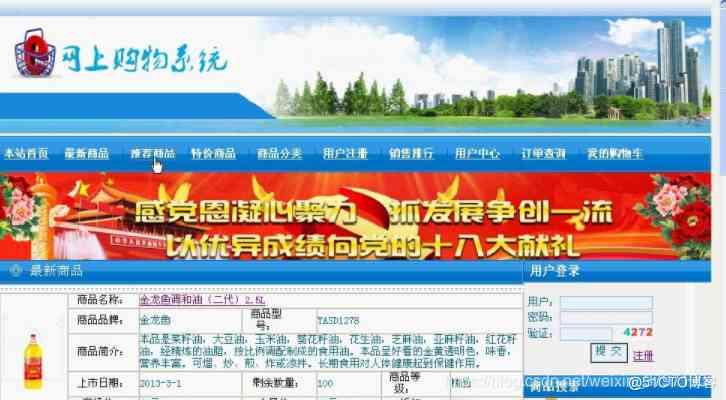 网上购物系统
本站首页 最新商品 推荐商品 特价商品 商品分类 用户注册 销售排行 用户中心 订单查询 我的购物车
感党恩凝心聚力 抓发展争创一流
以优异成绩向党的十八大献礼
最新商品
用户登录
商品名称: 金龙鱼调和油(二代)2.5L
商品品牌: 金龙鱼 商品型号: YASD1278
商品简介: 本品是菜籽油，大豆油，玉米油，葵花籽油，花生油，芝麻油，亚麻籽油，红花籽
油，经精炼的油脂，按比例调配制成的食用油。本品呈好看的金黄透明色，味香，
营养丰富。可熘、炒、煎、炸或凉拌。长期食用对人体健康起到保健作用。
上市日期: 2013-3-1 剩余数量: 100 商品等级:
用户:
密码:
验证: 4272
提 交 注册
商品搜索
https://blog.csdn.net/weixin
@51CTO博客